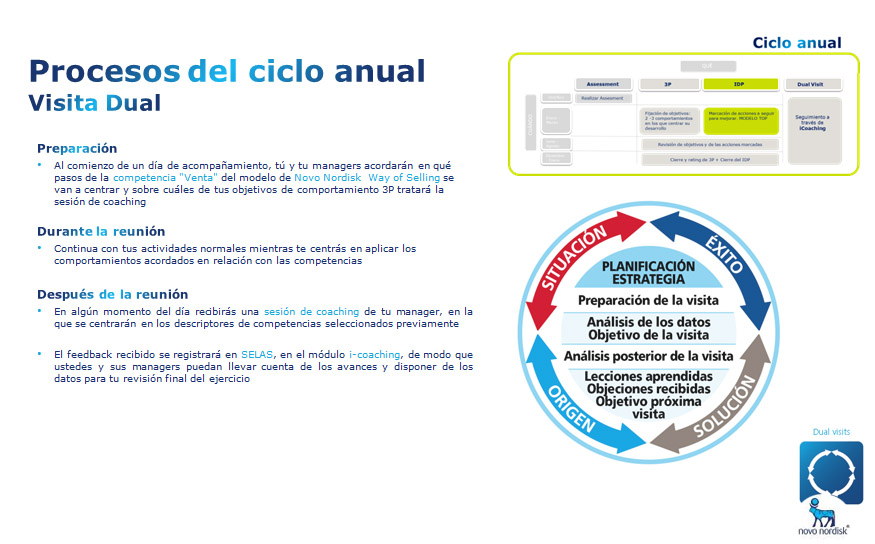 Ciclo anual
Procesos del ciclo anual
Visita Dual
Assessment
3P
IDP
Dual Visit
Realizar Assessment
Fijación de objetivos:
2 -3 comportamientos
en los que centrar su
desarrollo
Marcación de acciones a seguir
para mejorar. MODELO TOP
Seguimiento a
través de
iCoaching
Revisión de objetivos y de las acciones marcadas
Cierre y rating de 3P + Cierre del IDP
Preparación
Al comienzo de un día de acompañamiento, tú y tu managers acordarán en qué
pasos de la competencia "Venta" del modelo de Novo Nordisk Way of Selling se
van a centrar y sobre cuáles de tus objetivos de comportamiento 3P tratará la
sesión de coaching
Durante la reunión
Continua con tus actividades normales mientras te centrás en aplicar los
comportamientos acordados en relación con las competencias
Después de la reunión
En algún momento del día recibirás una sesión de coaching de tu manager, en la
que se centrarán en los descriptores de competencias seleccionados previamente
El feedback recibido se registrará en SELAS, en el módulo i-coaching, de modo que
ustedes y sus managers puedan llevar cuenta de los avances y disponer de los
datos para tu revisión final del ejercicio
SITUACIÓN
ÉXITO
PLANIFICACIÓN
ESTRATEGIA
Preparación de la visita
Análisis de los datos
Objetivo de la visita
Análisis posterior de la visita
Lecciones aprendidas
Objeciones recibidas
Objetivo próxima
visita
ORIGEN
SOLUCIÓN
Dual visits
novo nordisk®